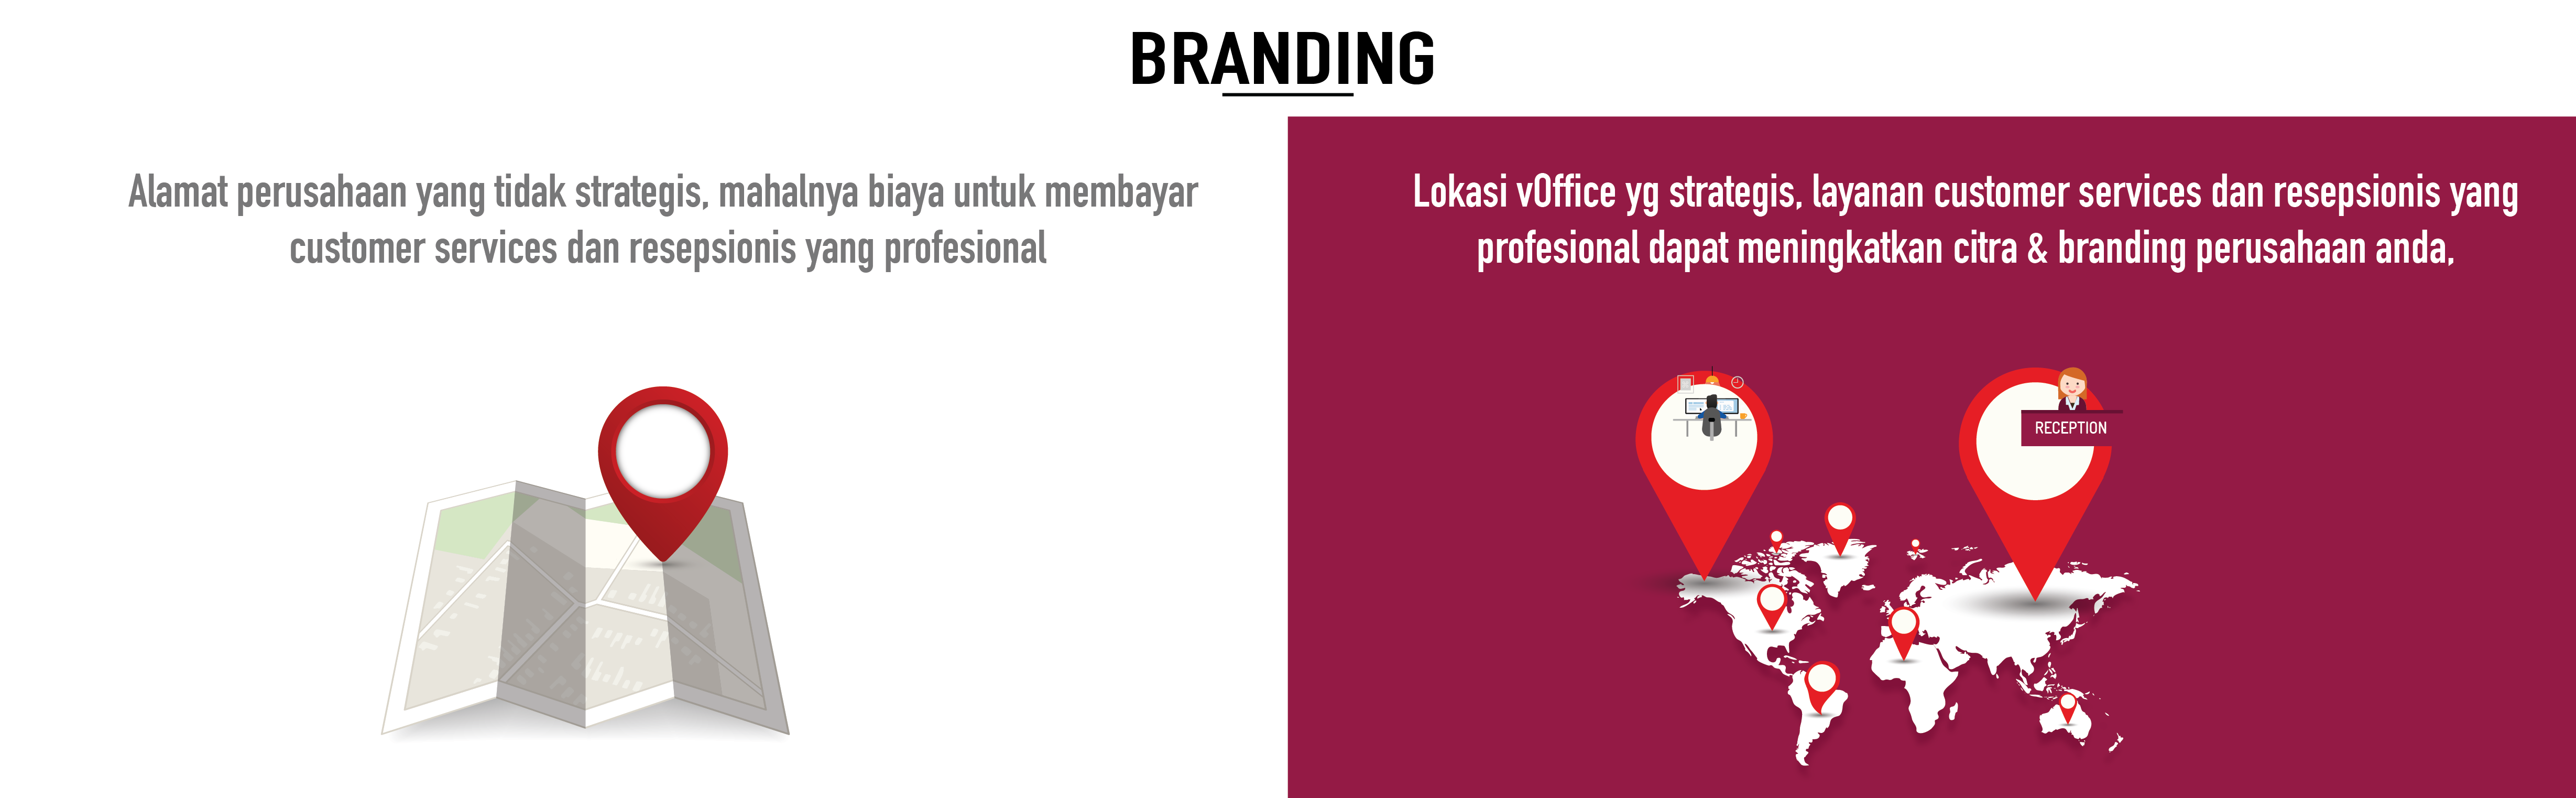 BRANDING
Alamat perusahaan yang tidak strategis, mahalnya biaya untuk membayar
customer services dan resepsionis yang profesional
Lokasi vOffice yg strategis, layanan customer services dan resepsionis yang
profesional dapat meningkatkan citra & branding perusahaan anda,
RECEPTION